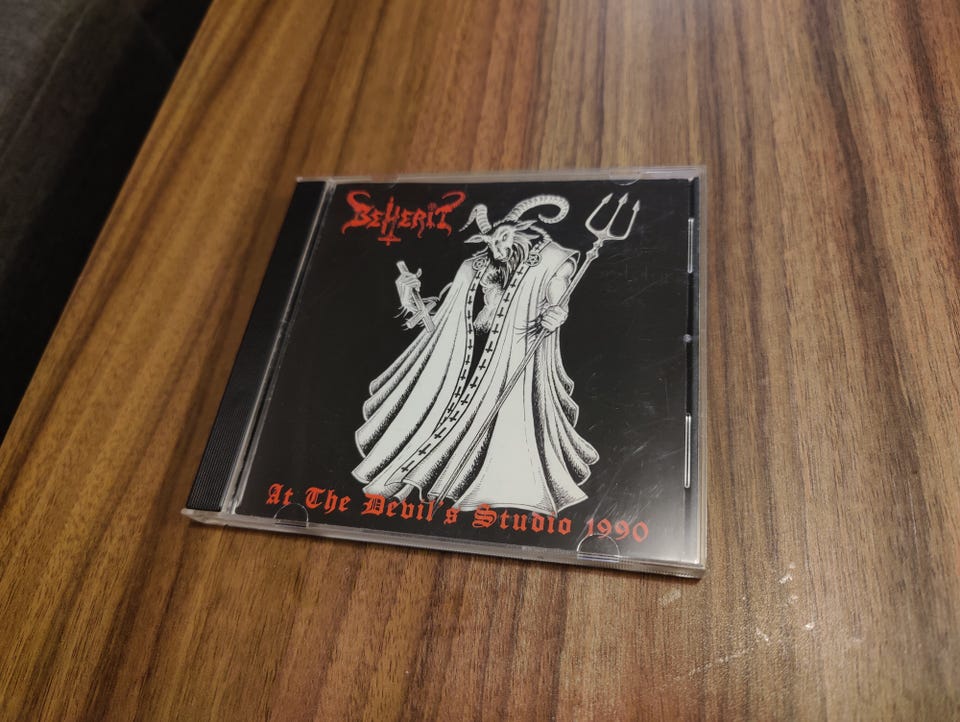 BEHERIT
At The Devil's Studio 1990